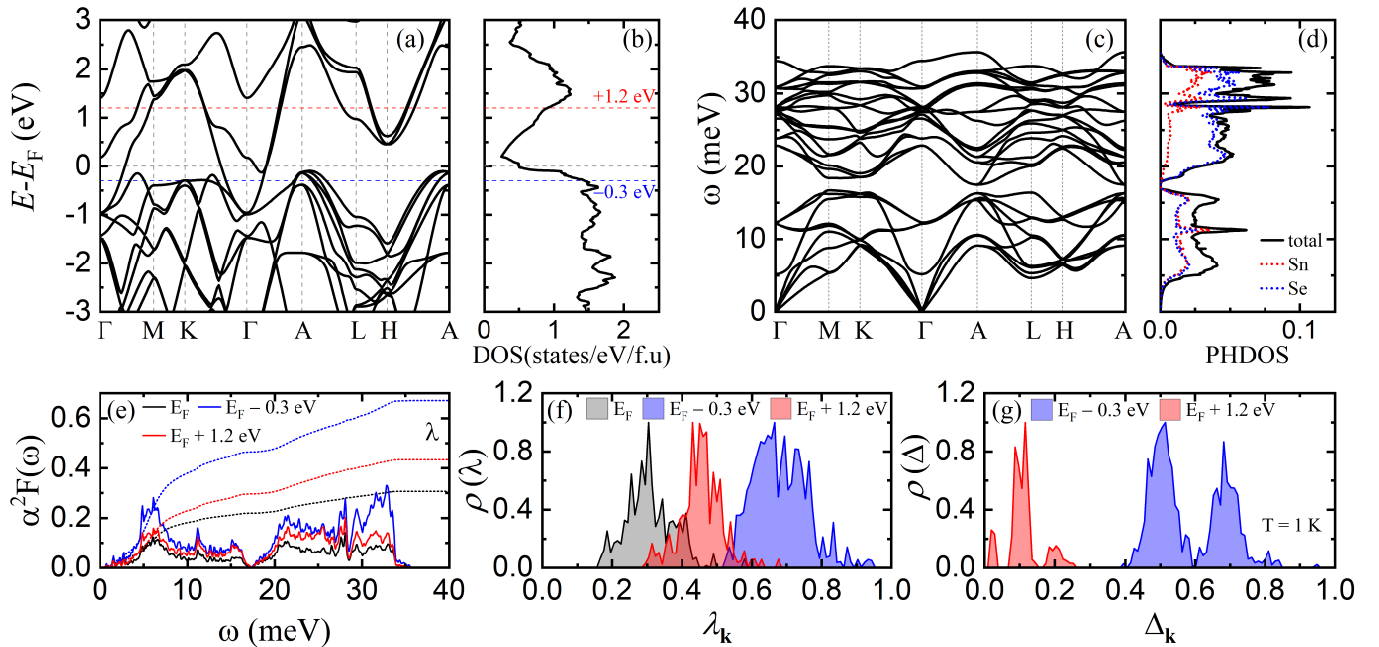 (a)
3
2
1
0
-1
-2
-3
E-E_F (eV)
Γ M K Γ A L H A
(b)
+1.2 eV
−0.3 eV
0 1 2
DOS(states/eV/f.u)
(c)
40
30
20
10
0
ω (meV)
Γ M K Γ A L H A
(d)
total
Sn
Se
0.0 0.1
PHDOS
(e)
E_F E_F − 0.3 eV
E_F + 1.2 eV
λ
0.6
0.4
0.2
0.0
α²F(ω)
0 10 20 30 40
ω (meV)
(f)
E_F E_F − 0.3 eV E_F + 1.2 eV
1.2
0.8
0.4
0.0
ρ (λ)
0.0 0.2 0.4 0.6 0.8 1.0
λ_k
(g)
E_F − 0.3 eV E_F + 1.2 eV
T = 1 K
1.2
0.8
0.4
0.0
ρ (Δ)
0.0 0.2 0.4 0.6 0.8 1.0
Δ_k